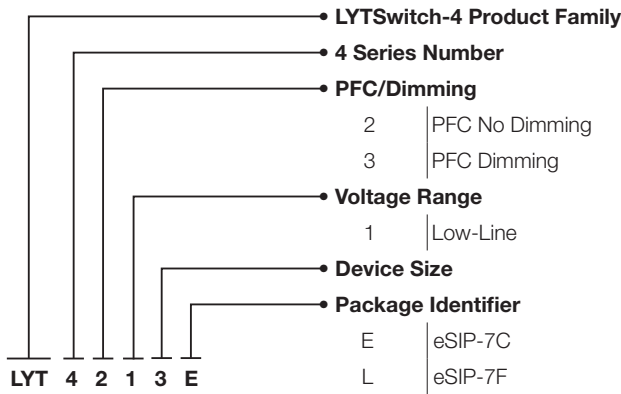 LYTSwitch-4 Product Family
4 Series Number
PFC/Dimming
2 PFC No Dimming
3 PFC Dimming
Voltage Range
1 Low-Line
Device Size
Package Identifier
E eSIP-7C
L eSIP-7F
LYT 4 2 1 3 E